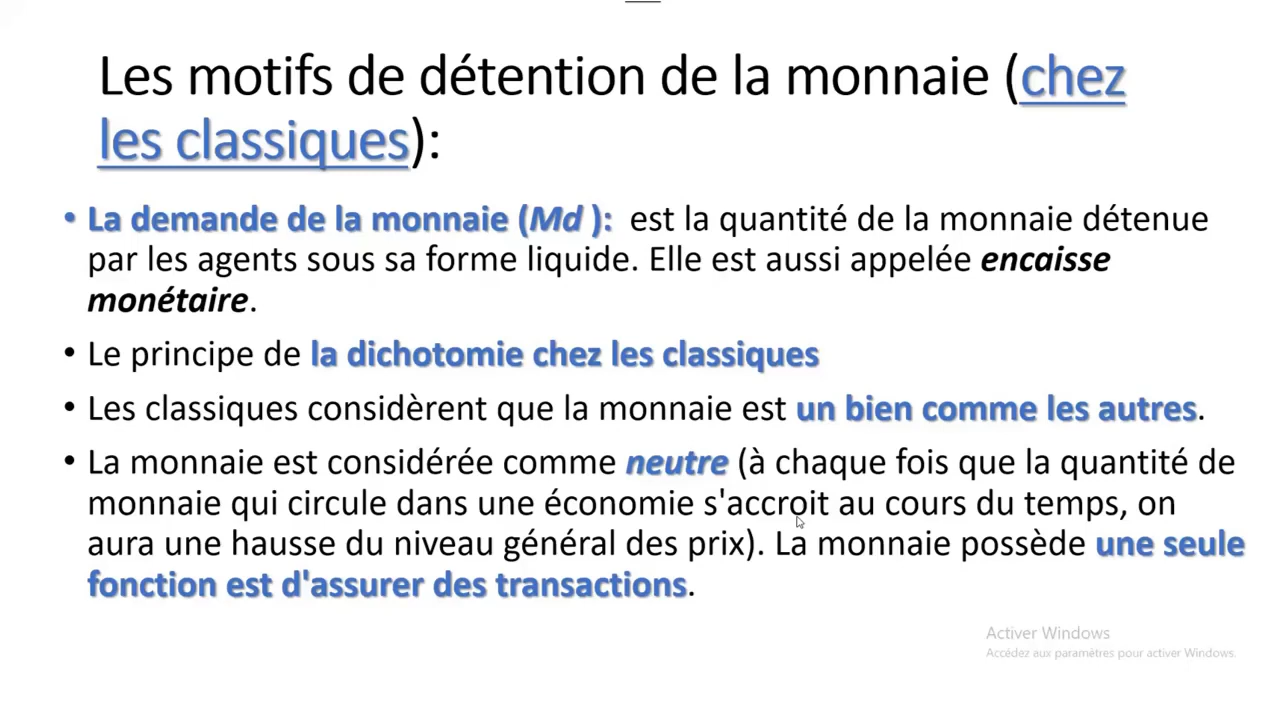 Les motifs de détention de la monnaie (chez
les classiques):
• La demande de la monnaie (Md ): est la quantité de la monnaie détenue
par les agents sous sa forme liquide. Elle est aussi appelée encaisse
monétaire.
• Le principe de la dichotomie chez les classiques
• Les classiques considèrent que la monnaie est un bien comme les autres.
• La monnaie est considérée comme neutre (à chaque fois que la quantité de
monnaie qui circule dans une économie s'accroit au cours du temps, on
aura une hausse du niveau général des prix). La monnaie possède une seule
fonction est d'assurer des transactions.
Activer Windows
Accédez aux paramètres pour activer Windows.